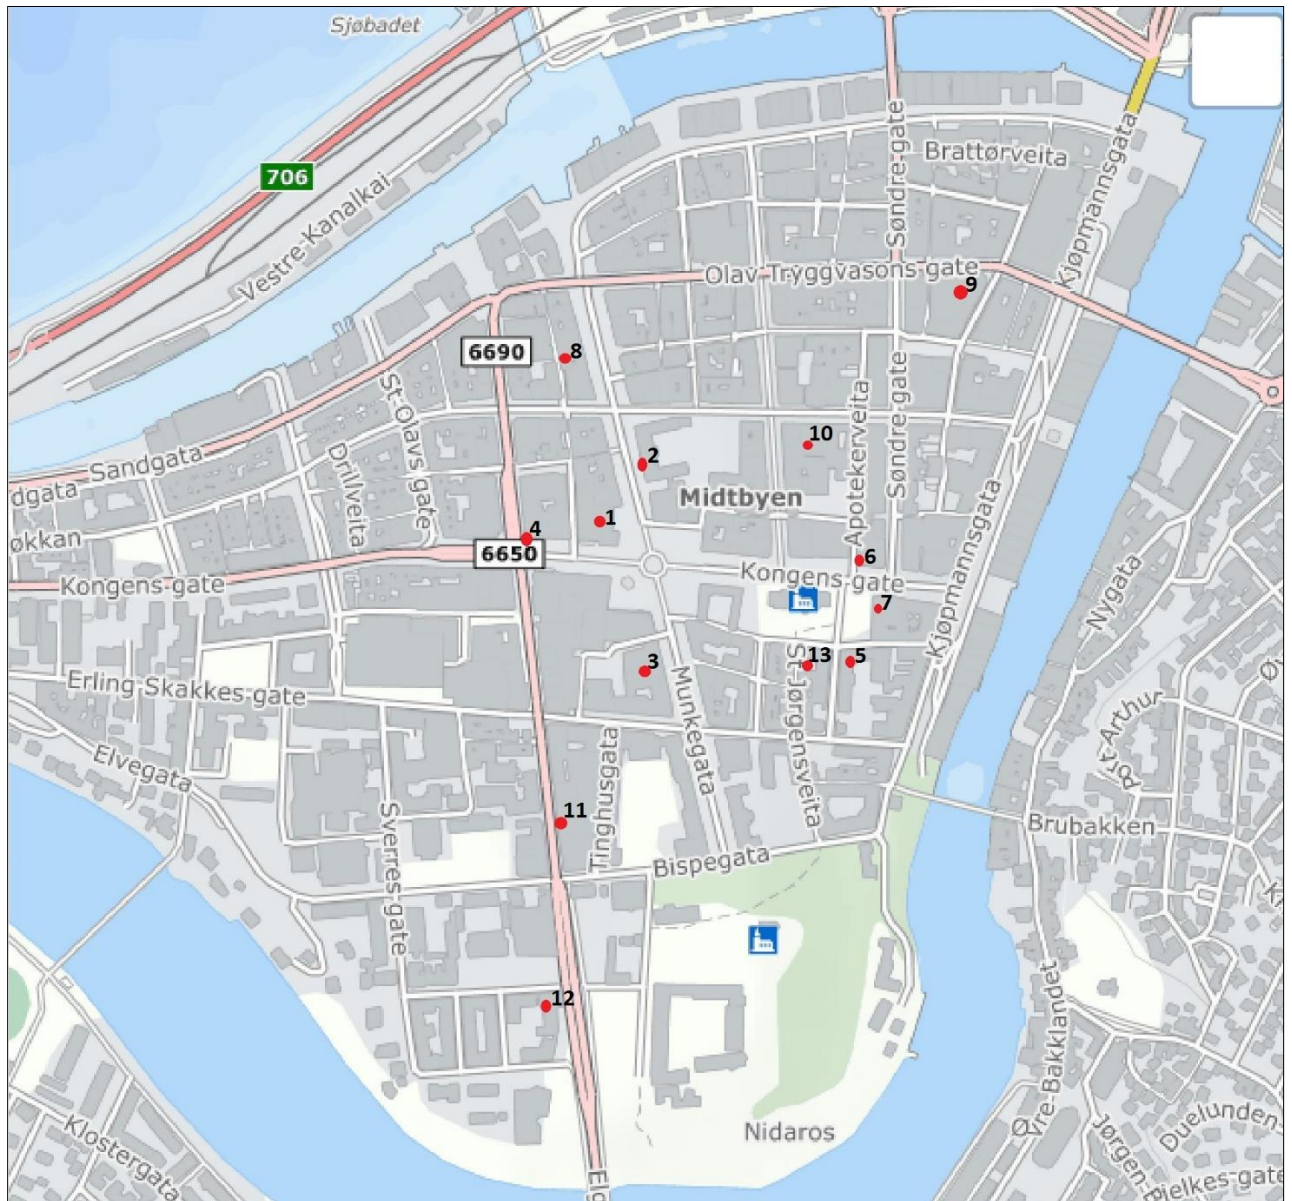 Sjøbadet
Brattørveita
706
Søndre-gate
Kjøpmannsgata
Vestre-Kanalkai
Olav Tryggvasons gate
9
6690
8
St-Olavs-gate
Apotekerveita
Søndre-gate
10
Sandgata
dgata
Drillveita
2
Midtbyen
1
økkan
4
6650
6
Kongens-gate
Kongens-gate
7
Kjøpmannsgata
Nygata
3
13
5
Erling-Skakkes-gate
Munkegata
St-Jørgensveita
Elvegata
Port-Arthur
Tinghusgata
11
Sverres-gate
Brubakken
Bispegata
12
Øvre-Bakklandet
Nidaros
Klostergata
Jørgen-
Duelunden-
Bjelkes-gate